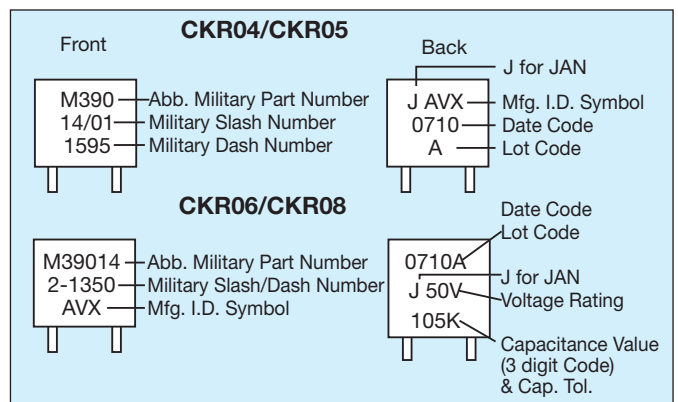 CKR04/CKR05
Front
M390
14/01
1595
Abb. Military Part Number
Military Slash Number
Military Dash Number
Back
J AVX
0710
A
J for JAN
Mfg. I.D. Symbol
Date Code
Lot Code
CKR06/CKR08
M39014
2-1350
AVX
Abb. Military Part Number
Military Slash/Dash Number
Mfg. I.D. Symbol
0710A
J 50V
105K
Date Code
Lot Code
J for JAN
Voltage Rating
Capacitance Value
(3 digit Code)
& Cap. Tol.